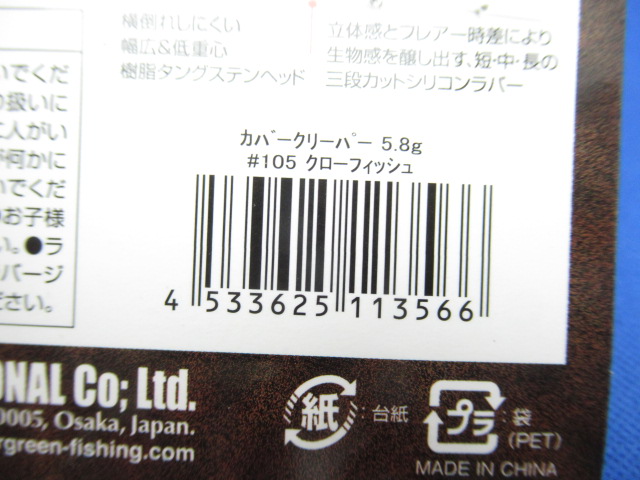 横倒れしにくい
幅広&低重心
樹脂タングステンヘッド
立体感とフレアー時差により
生物感を醸し出す、短・中・長の
三段カットシリコンラバー
いでくだ
の扱いに
に人がい
が何かに
いでくだ
のお子様
い。●ラ
バージ
ださい。
カバークリーパー 5.8g
#105 クローフィッシュ
4 533625 113566
ONAL Co; Ltd.
0005, Osaka, Japan.
rgreen-fishing.com
紙 : 台紙
プラ : 袋
(PET)
MADE IN CHINA